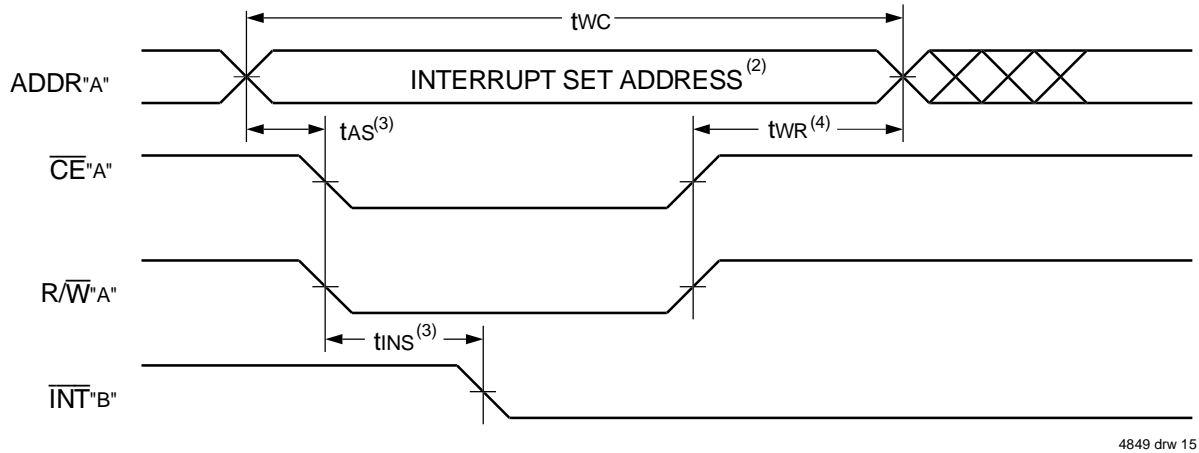 tWC
ADDR"A"
INTERRUPT SET ADDRESS(2)
tAS(3)
tWR(4)
CE"A"
R/W"A"
tINS(3)
INT"B"
4849 drw 15